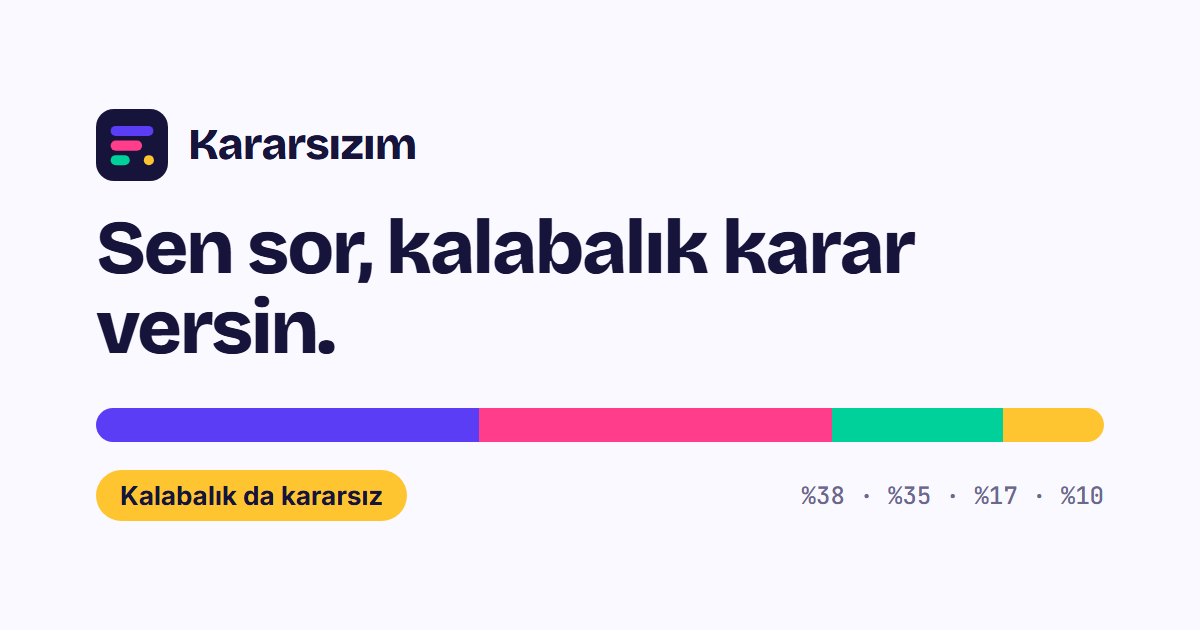 Kararsızım
Sen sor, kalabalık karar
versin.
Kalabalık da kararsız
%38 · %35 · %17 · %10